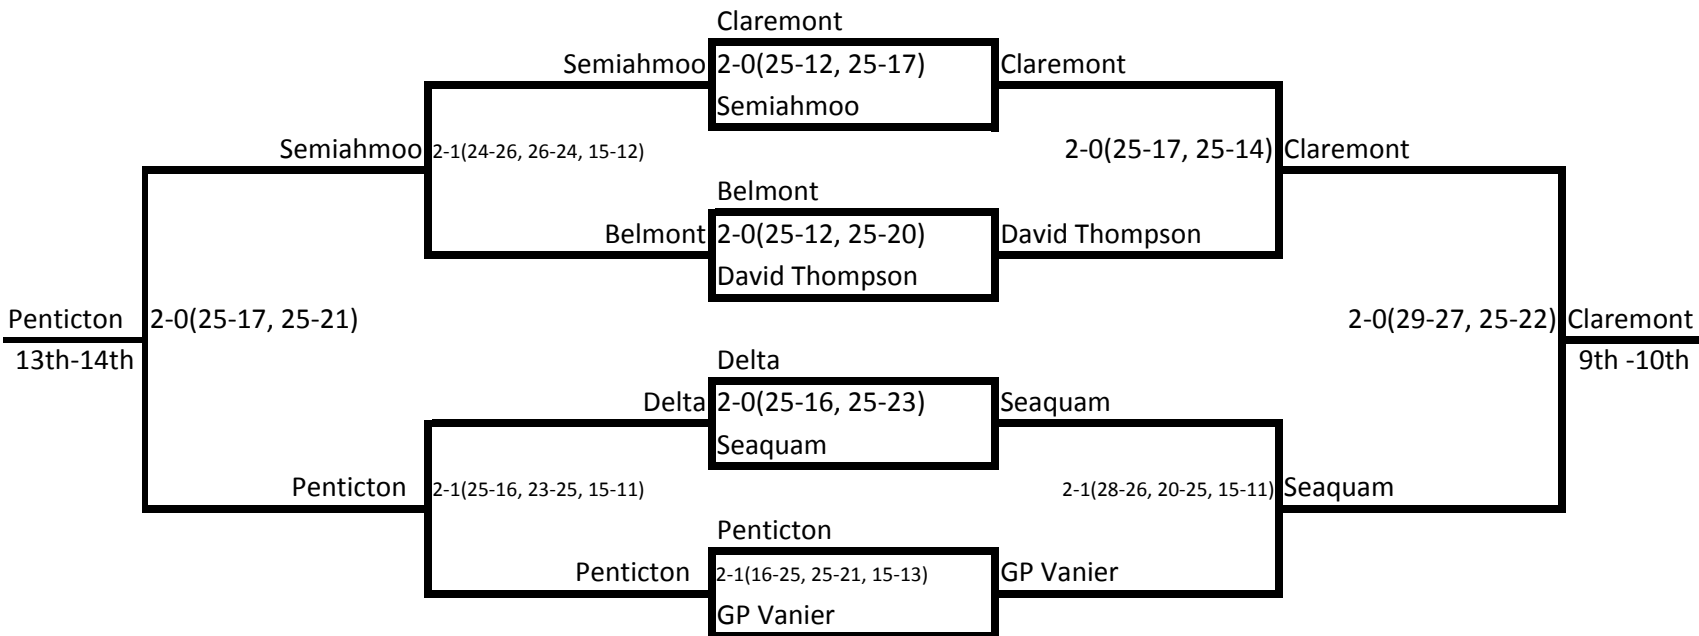 Claremont
Semiahmoo 2-0(25-12, 25-17) Claremont
Semiahmoo
Semiahmoo 2-1(24-26, 26-24, 15-12) 2-0(25-17, 25-14) Claremont
Belmont
Belmont 2-0(25-12, 25-20) David Thompson
David Thompson
Penticton 2-0(25-17, 25-21) 2-0(29-27, 25-22) Claremont
13th-14th Delta 9th -10th
Delta 2-0(25-16, 25-23) Seaquam
Seaquam
Penticton 2-1(25-16, 23-25, 15-11) 2-1(28-26, 20-25, 15-11) Seaquam
Penticton
Penticton 2-1(16-25, 25-21, 15-13) GP Vanier
GP Vanier